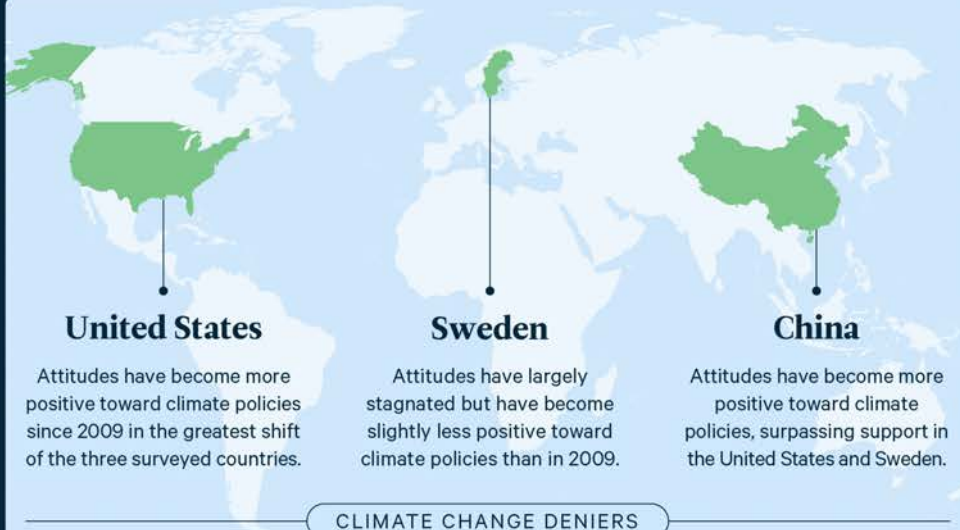 United States
Attitudes have become more
positive toward climate policies
since 2009 in the greatest shift
of the three surveyed countries.
Sweden
Attitudes have largely
stagnated but have become
slightly less positive toward
climate policies than in 2009.
China
Attitudes have become more
positive toward climate
policies, surpassing support in
the United States and Sweden.
CLIMATE CHANGE DENIERS